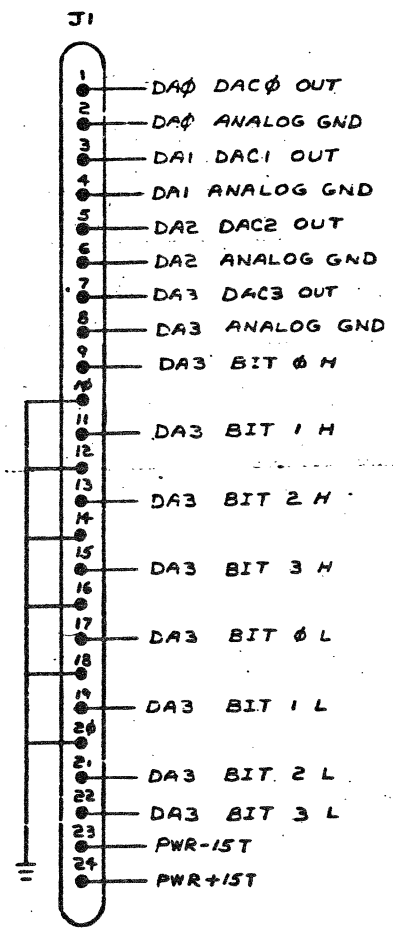 J1
1 DAØ DACØ OUT
2 DAØ ANALOG GND
3 DA1 DAC1 OUT
4 DA1 ANALOG GND
5 DA2 DAC2 OUT
6 DA2 ANALOG GND
7 DA3 DAC3 OUT
8 DA3 ANALOG GND
9 DA3 BIT Ø H
1Ø
11 DA3 BIT 1 H
12
13 DA3 BIT 2 H
14
15 DA3 BIT 3 H
16
17 DA3 BIT Ø L
18
19 DA3 BIT 1 L
2Ø
21 DA3 BIT 2 L
22 DA3 BIT 3 L
23 PWR-15T
24 PWR+15T